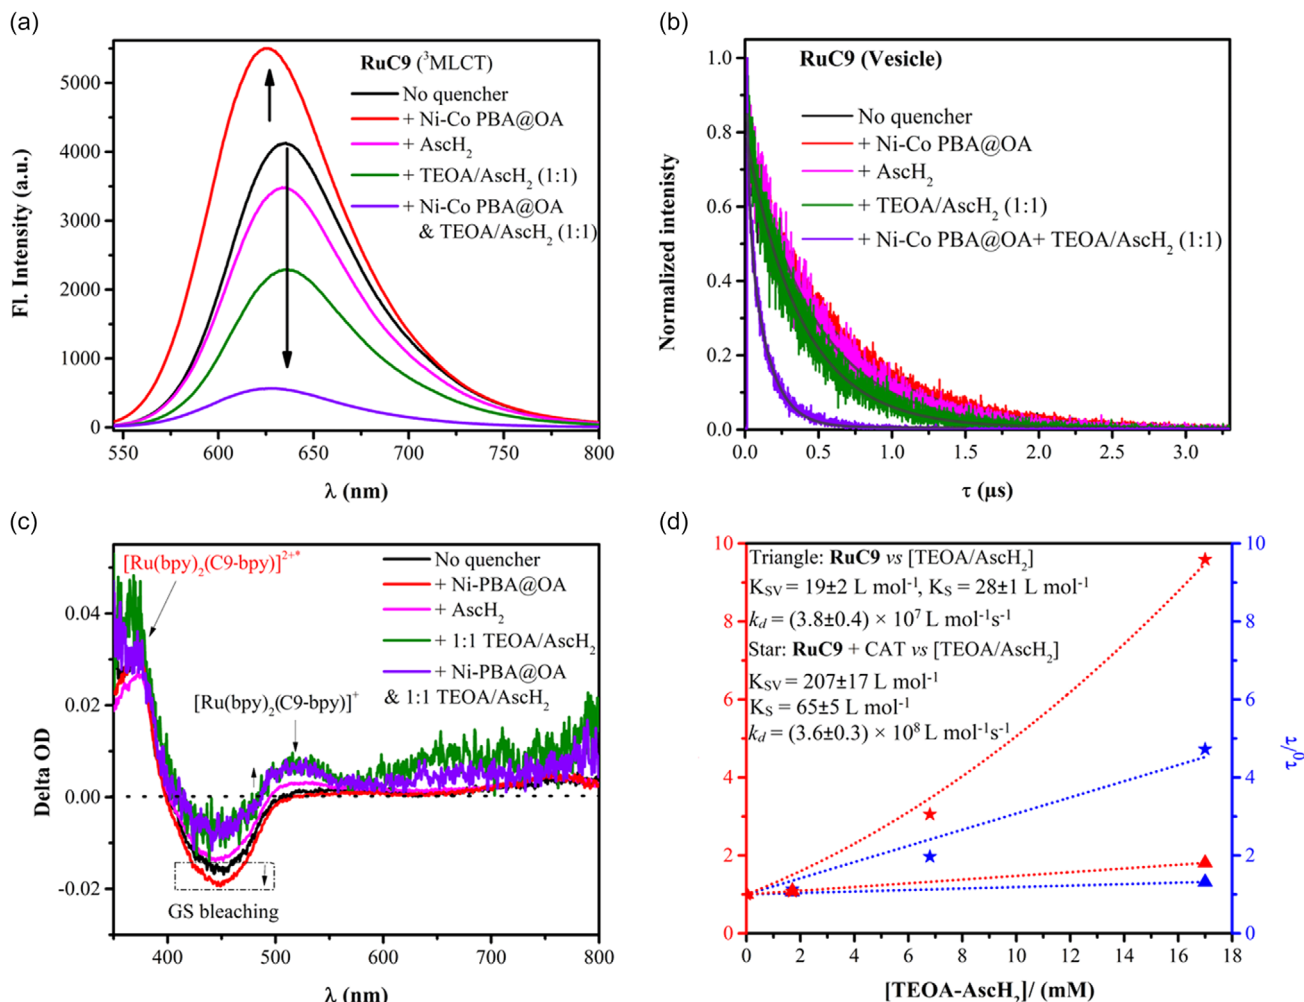 (a)
RuC9 (³MLCT)
No quencher
+ Ni-Co PBA@OA
+ AscH₂
+ TEOA/AscH₂ (1:1)
+ Ni-Co PBA@OA
& TEOA/AscH₂ (1:1)
Fl. Intensity (a.u.)
5000
4000
3000
2000
1000
0
550 600 650 700 750 800
λ (nm)
(b)
RuC9 (Vesicle)
No quencher
+ Ni-Co PBA@OA
+ AscH₂
+ TEOA/AscH₂ (1:1)
+ Ni-Co PBA@OA+ TEOA/AscH₂ (1:1)
Normalized intenisty
1.0
0.8
0.6
0.4
0.2
0.0
0.0 0.5 1.0 1.5 2.0 2.5 3.0
τ (μs)
(c)
[Ru(bpy)₂(C9-bpy)]²⁺*
No quencher
+ Ni-PBA@OA
+ AscH₂
+ 1:1 TEOA/AscH₂
+ Ni-PBA@OA
& 1:1 TEOA/AscH₂
[Ru(bpy)₂(C9-bpy)]⁺
GS bleaching
Delta OD
0.04
0.02
0.00
-0.02
400 500 600 700 800
λ (nm)
(d)
Triangle: RuC9 vs [TEOA/AscH₂]
K_SV = 19±2 L mol⁻¹, K_S = 28±1 L mol⁻¹
k_d = (3.8±0.4) × 10⁷ L mol⁻¹s⁻¹
Star: RuC9 + CAT vs [TEOA/AscH₂]
K_SV = 207±17 L mol⁻¹
K_S = 65±5 L mol⁻¹
k_d = (3.6±0.3) × 10⁸ L mol⁻¹s⁻¹
10
8
6
4
2
0
10
8
6
4
2
0
τ₀/τ
0 2 4 6 8 10 12 14 16 18
[TEOA-AscH₂]/ (mM)